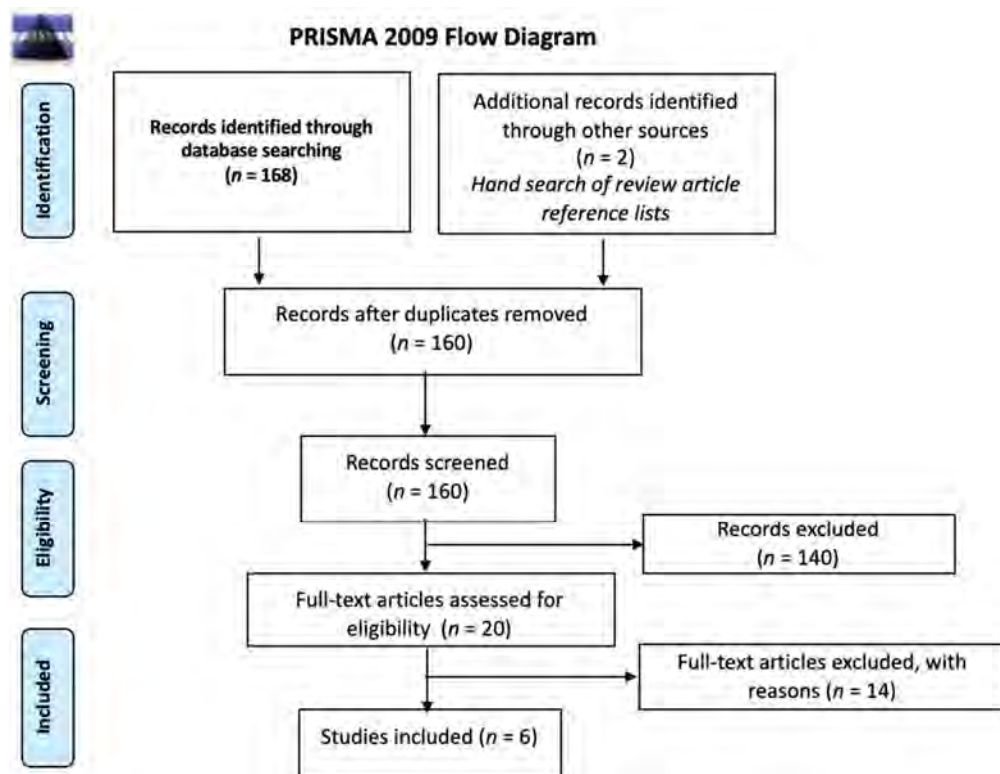 PRISMA 2009 Flow Diagram
Identification
Records identified through
database searching
(n = 168)
Additional records identified
through other sources
(n = 2)
Hand search of review article
reference lists
Screening
Records after duplicates removed
(n = 160)
Records screened
(n = 160)
Eligibility
Records excluded
(n = 140)
Full-text articles assessed for
eligibility (n = 20)
Included
Full-text articles excluded, with
reasons (n = 14)
Studies included (n = 6)